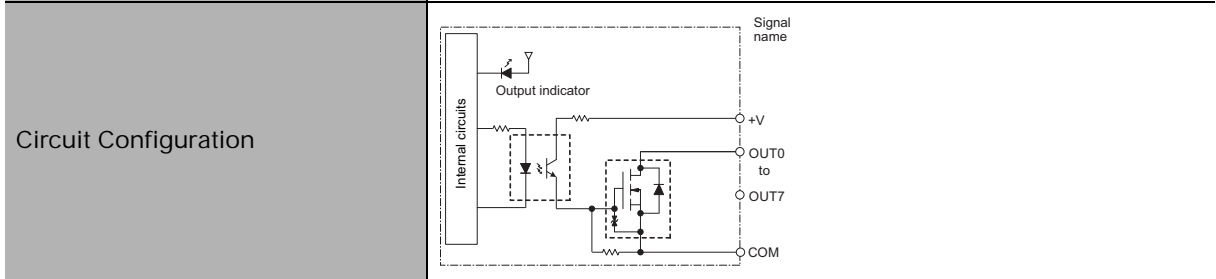 Circuit Configuration
Signal
name
Output indicator
Internal circuits
+V
OUT0
to
OUT7
COM